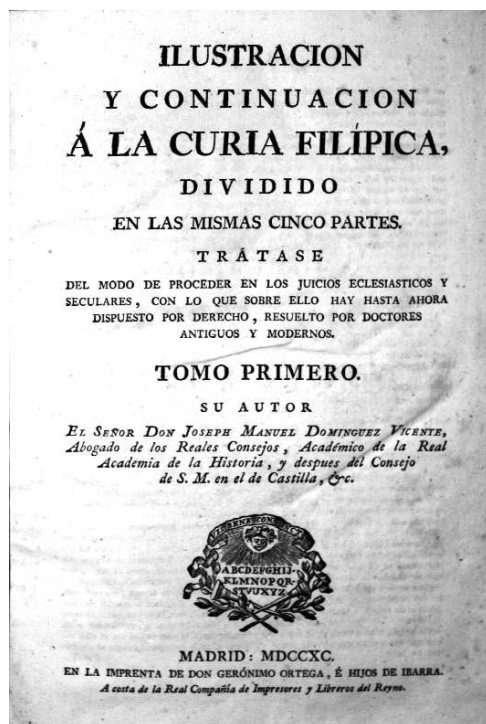 ILUSTRACION
Y CONTINUACION
Á LA CURIA FILÍPICA,
DIVIDIDO
EN LAS MISMAS CINCO PARTES.
TRÁTASE
DEL MODO DE PROCEDER EN LOS JUICIOS ECLESIASTICOS Y
SECULARES, CON LO QUE SOBRE ELLO HAY HASTA AHORA
DISPUESTO POR DERECHO, RESUELTO POR DOCTORES
ANTIGUOS Y MODERNOS.
TOMO PRIMERO.
SU AUTOR
EL SEÑOR DON JOSEPH MANUEL DOMINGUEZ VICENTE,
Abogado de los Reales Consejos, Académico de la Real
Academia de la Historia, y despues del Consejo
de S. M. en el de Castilla, &c.
ABCDEFGHIJ-
KLMNOPQR-
STVUXYZ
MADRID: MDCCXC.
EN LA IMPRENTA DE DON GERÓNIMO ORTEGA, É HIJOS DE IBARRA.
A costa de la Real Compañía de Impresores y Libreros del Reyno.